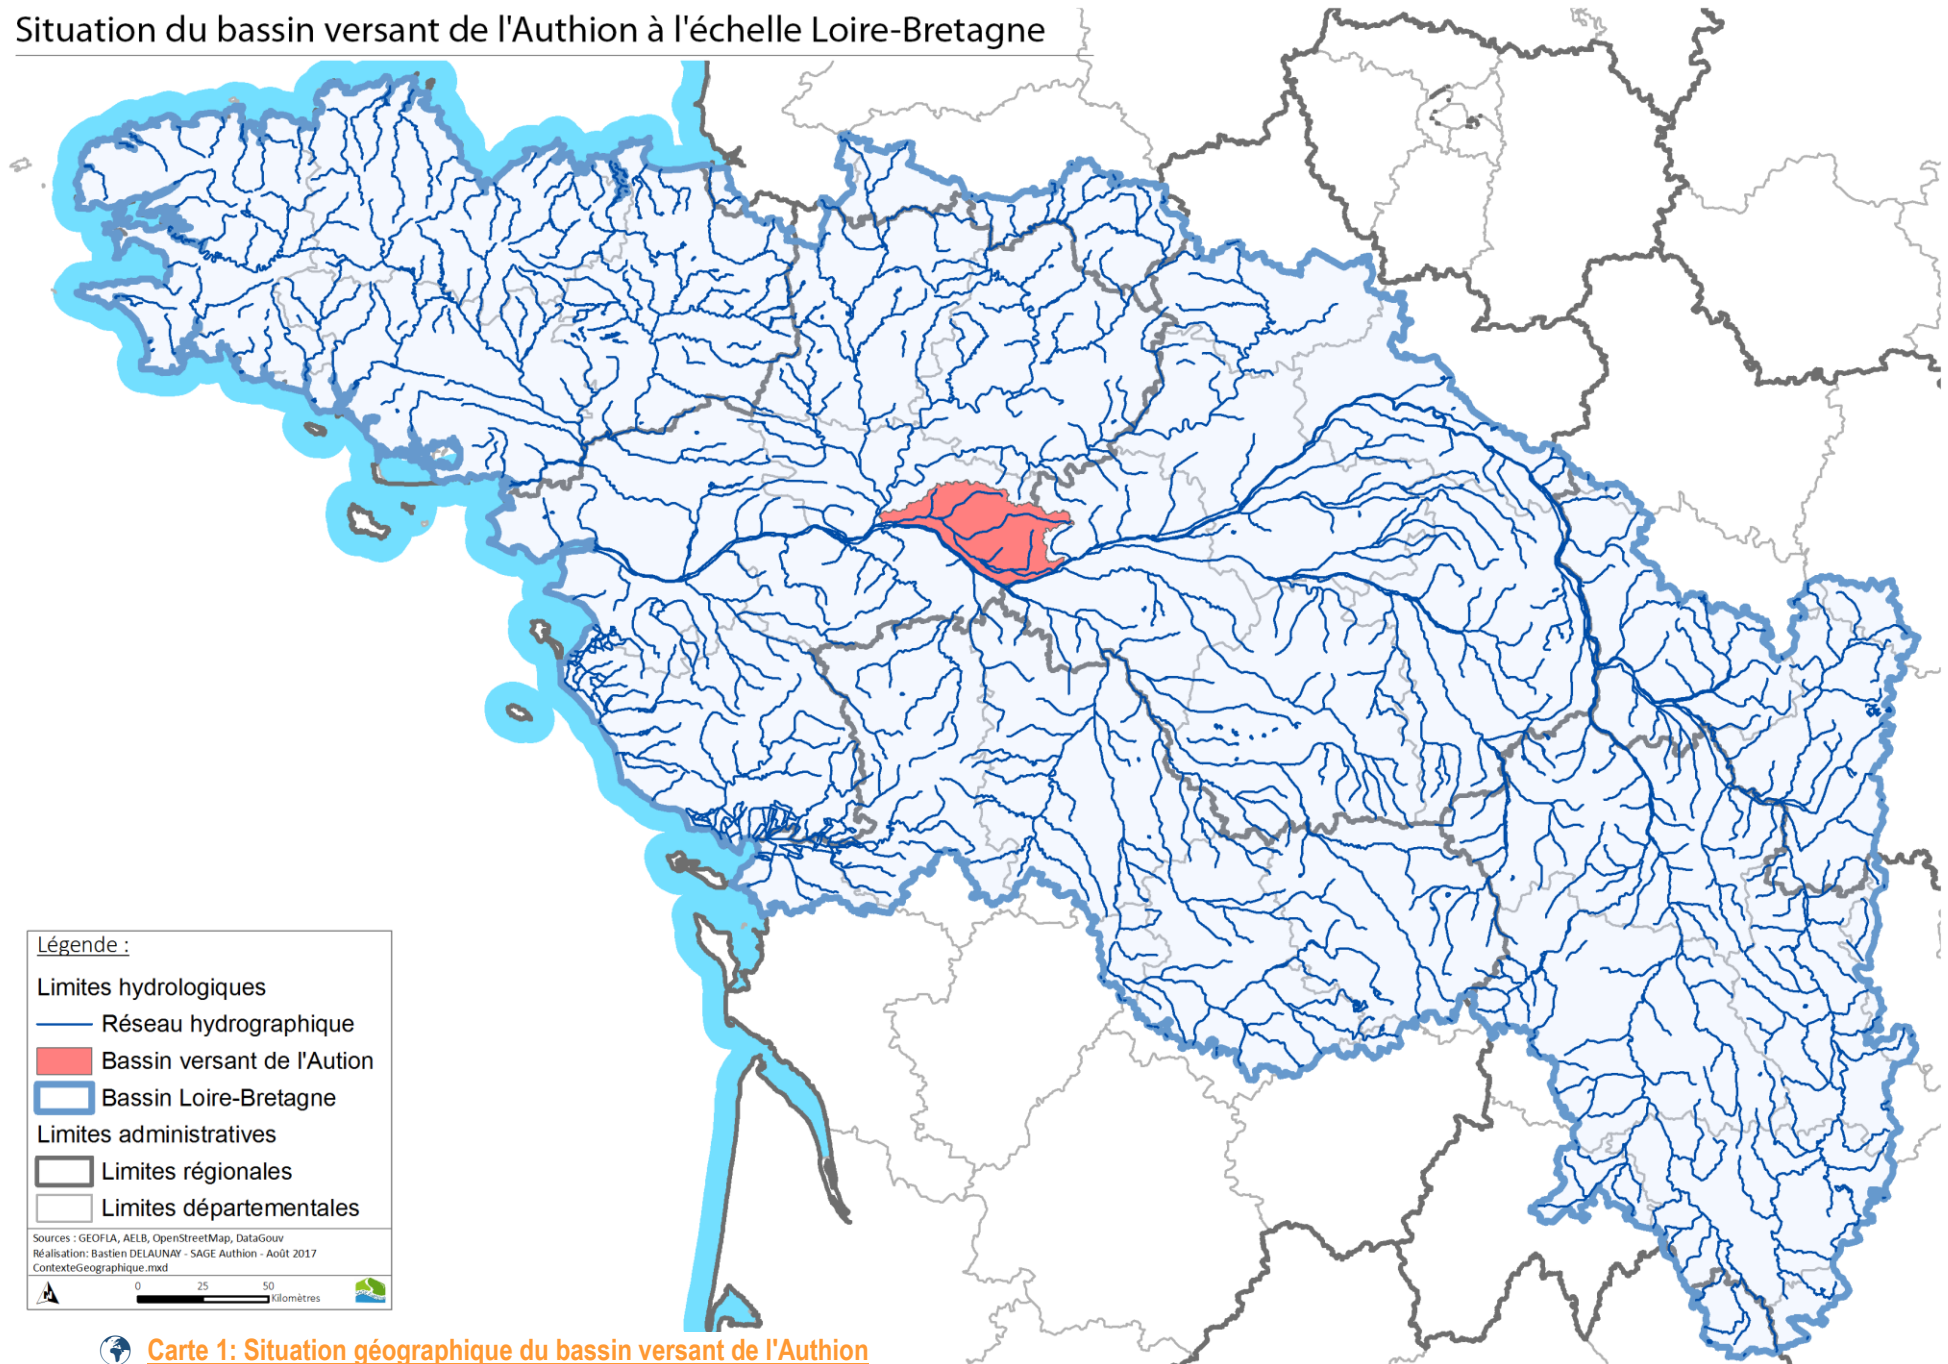 Situation du bassin versant de l'Authion à l'échelle Loire-Bretagne
Légende :
Limites hydrologiques
Réseau hydrographique
Bassin versant de l'Aution
Bassin Loire-Bretagne
Limites administratives
Limites régionales
Limites départementales
Sources : GEOFLA, AELB, OpenStreetMap, DataGouv
Réalisation: Bastien DELAUNAY - SAGE Authion - Août 2017
ContexteGeographique.mxd
0 25 50
Kilomètres
Carte 1: Situation géographique du bassin versant de l'Authion